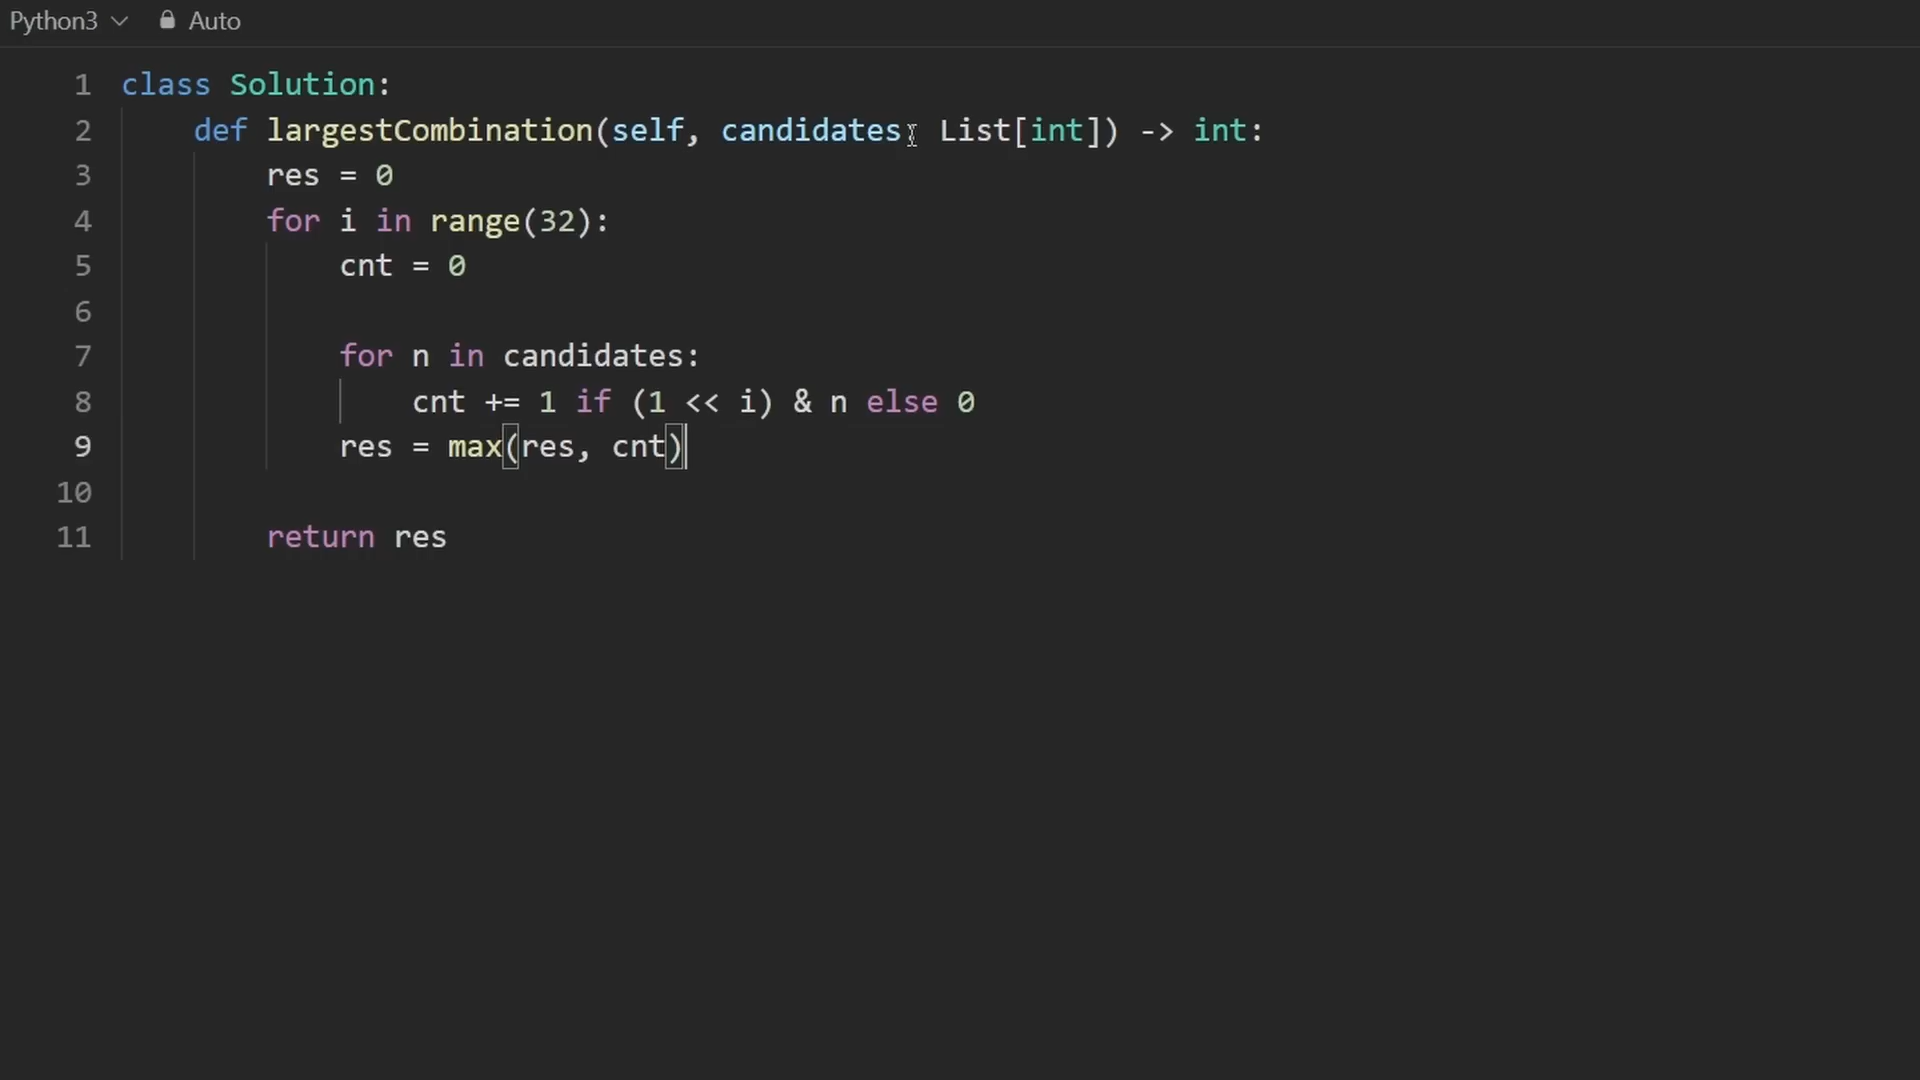 Python3 Auto
1 class Solution:
2 def largestCombination(self, candidates: List[int]) -> int:
3 res = 0
4 for i in range(32):
5 cnt = 0
6
7 for n in candidates:
8 cnt += 1 if (1 << i) & n else 0
9 res = max(res, cnt)
10
11 return res